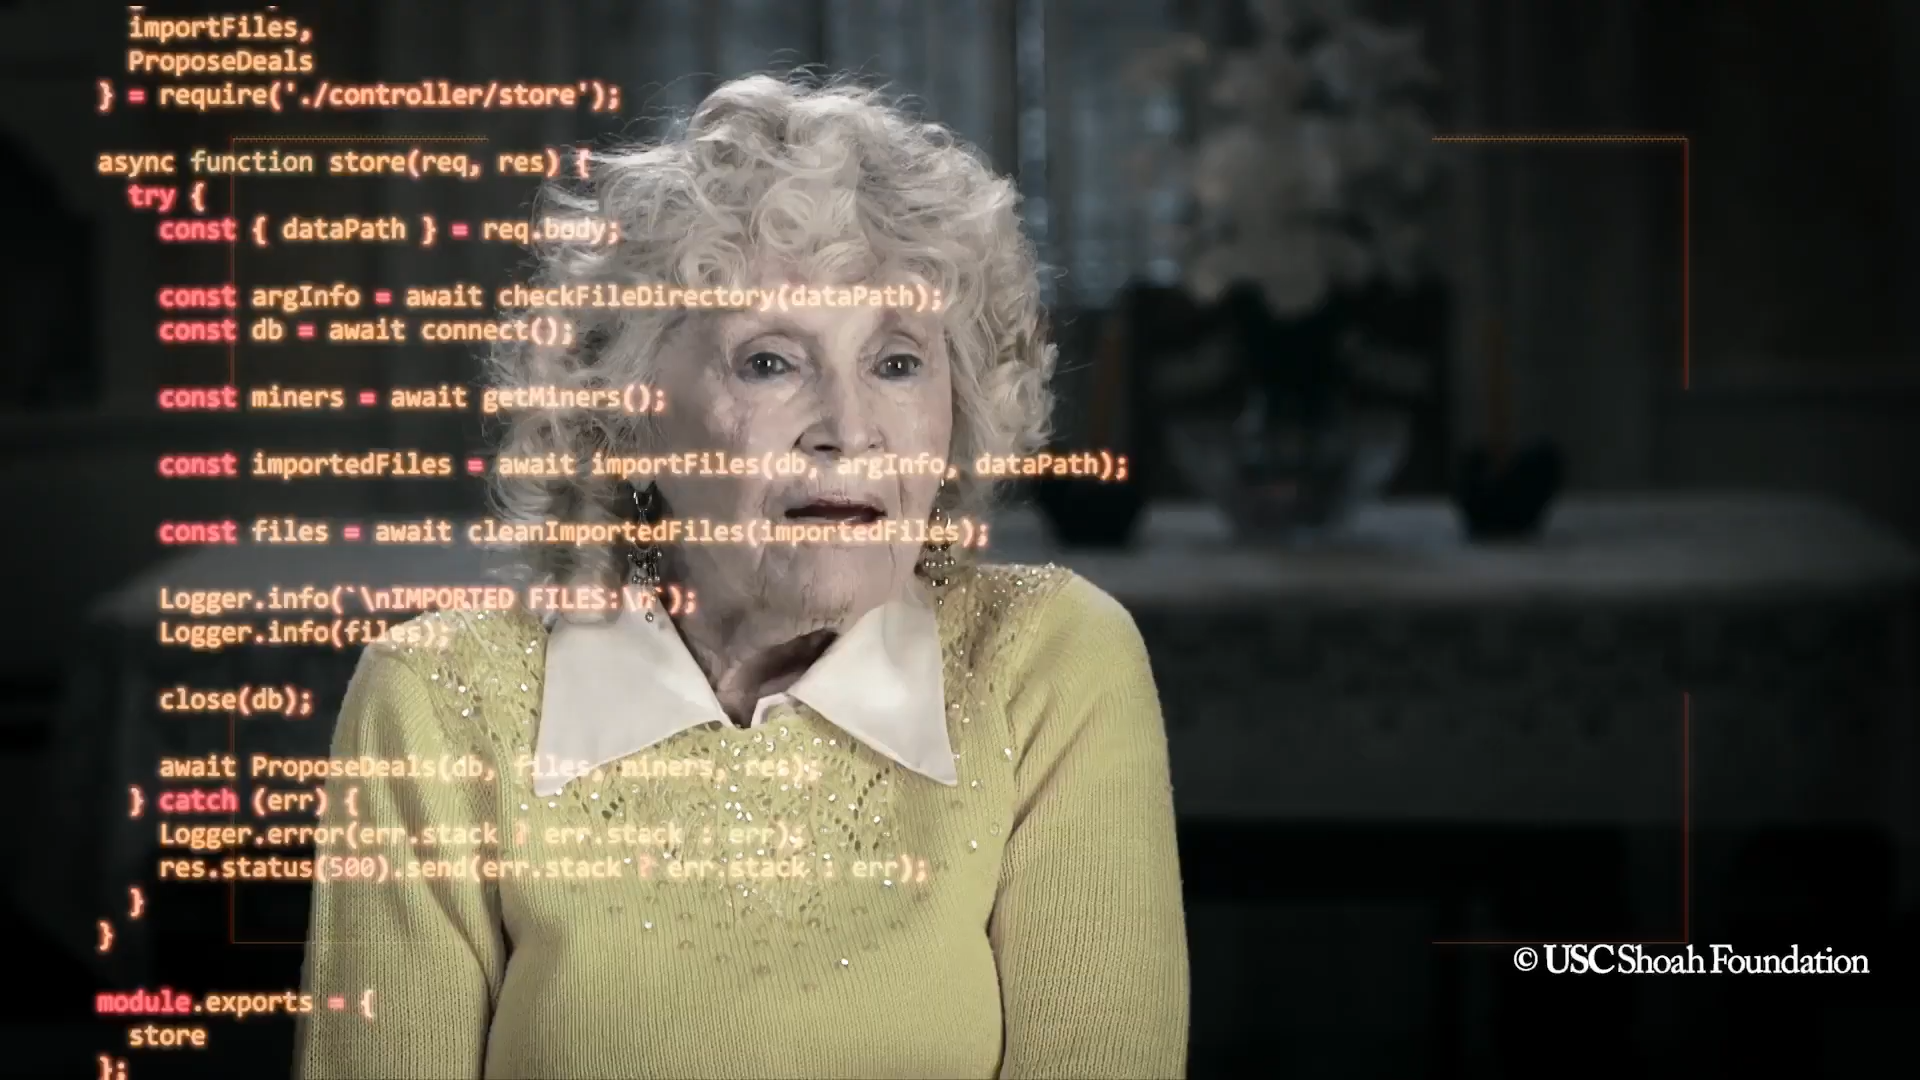 importFiles,
ProposeDeals
} = require('./controller/store');
async function store(req, res) {
try {
const { dataPath } = req.body;
const argInfo = await checkFileDirectory(dataPath);
const db = await connect();
const miners = await getMiners();
const importedFiles = await importFiles(db, argInfo, dataPath);
const files = await cleanImportedFiles(importedFiles);
Logger.info(`\nIMPORTED FILES:\n`);
Logger.info(files);
close(db);
await ProposeDeals(db, files, miners, res);
} catch (err) {
Logger.error(err.stack ? err.stack : err);
res.status(500).send(err.stack ? err.stack : err);
}
}
© USC Shoah Foundation
module.exports = {
store
};